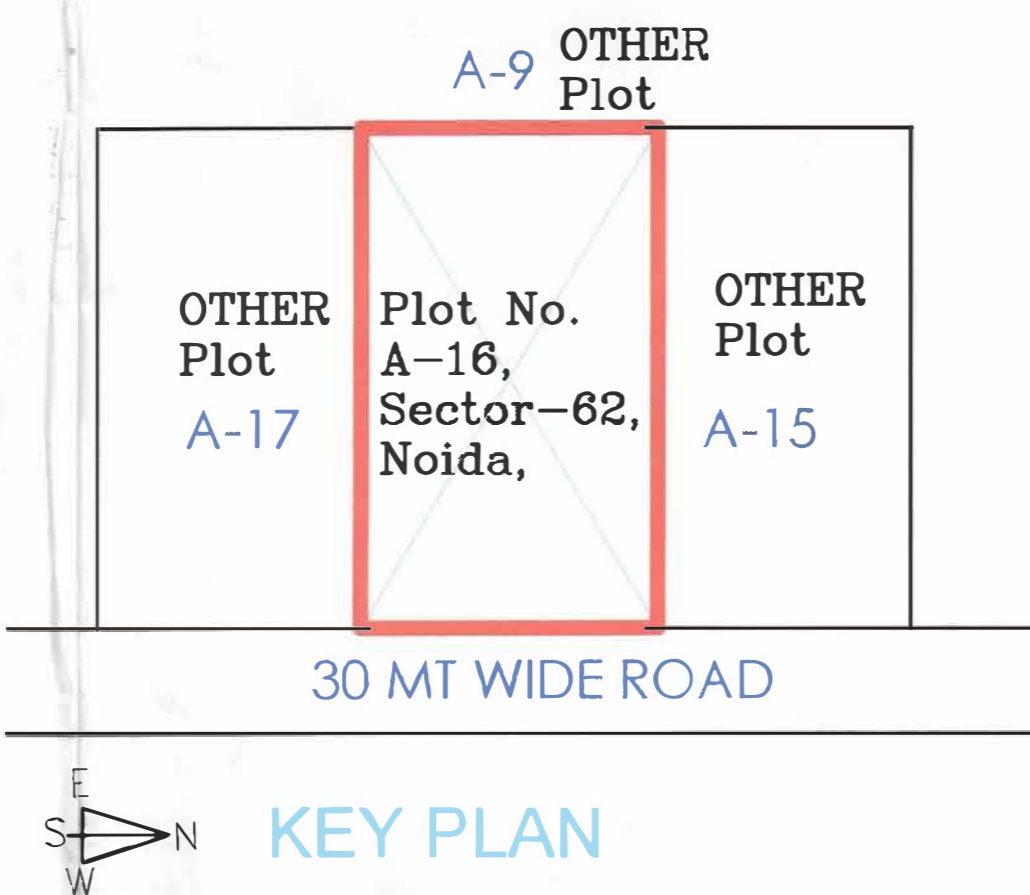 A-9
OTHER
Plot
OTHER
Plot
A-17
Plot No.
A-16,
Sector-62,
Noida,
OTHER
Plot
A-15
30 MT WIDE ROAD
E
S
N
W
KEY PLAN